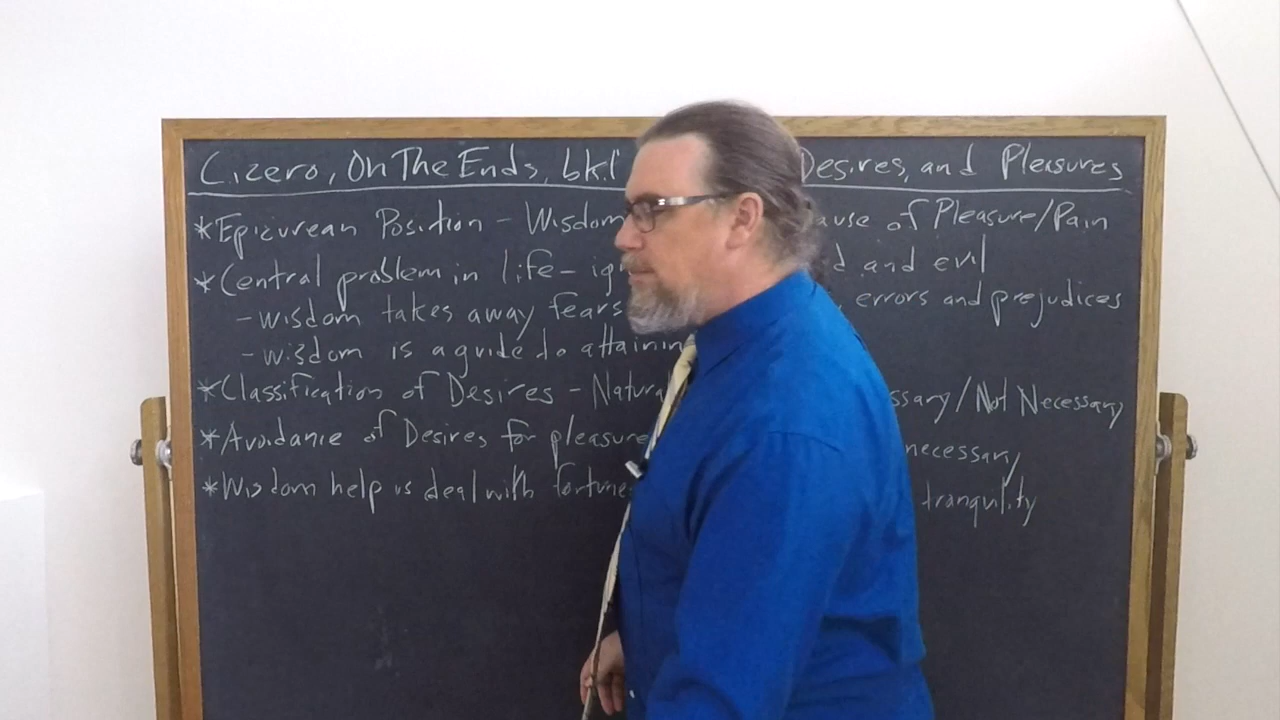 Cicero, On The Ends, bk.1 Desires, and Pleasures
*Epicurean Position - Wisdom ause of Pleasure/Pain
*Central problem in life - ig d and evil
- wisdom takes away fears errors and prejudices
- wisdom is a guide to attainin
*Classification of Desires - Natura ssary/Not Necessary
*Avoidance of Desires for pleasure necessary
*Wisdom help us deal with fortune tranquility